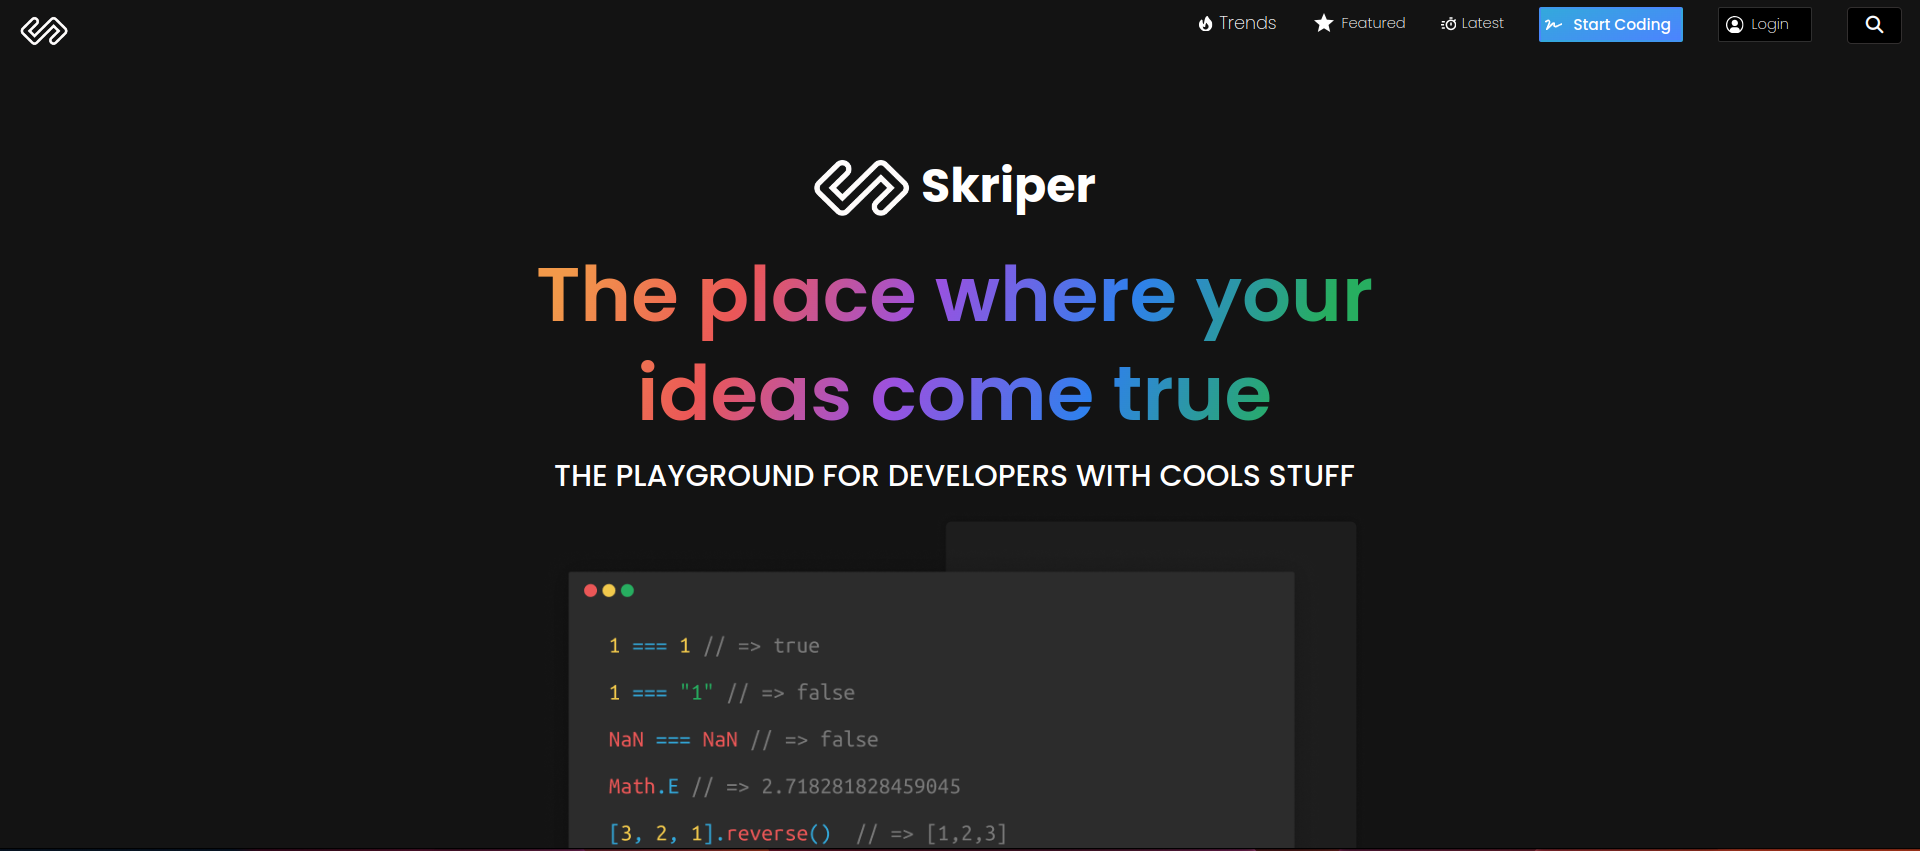 Trends Featured Latest Start Coding Login
Skriper
The place where your
ideas come true
THE PLAYGROUND FOR DEVELOPERS WITH COOLS STUFF
1 === 1 // => true
1 === "1" // => false
NaN === NaN // => false
Math.E // => 2.718281828459045
[3, 2, 1].reverse() // => [1,2,3]